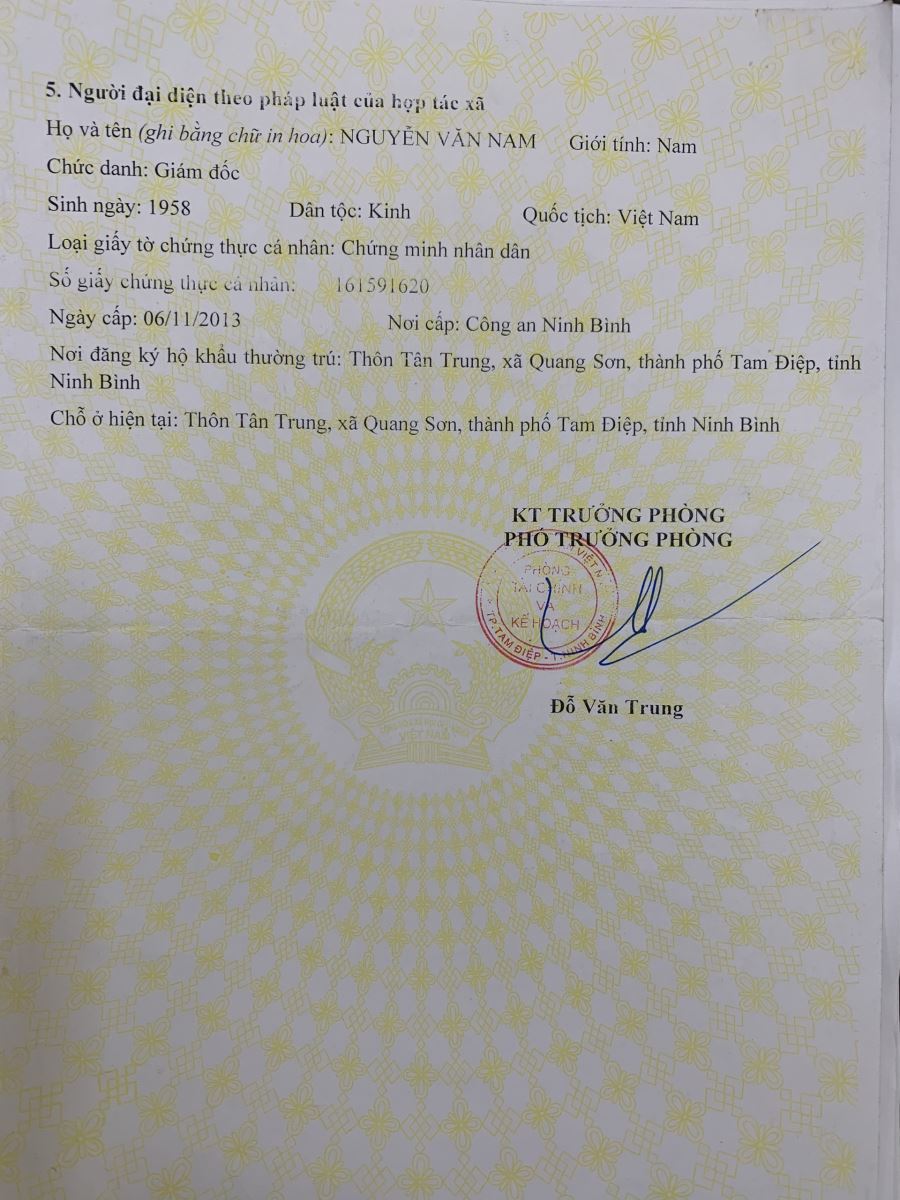 5. Người đại diện theo pháp luật của hợp tác xã
Họ và tên (ghi bằng chữ in hoa): NGUYỄN VĂN NAM Giới tính: Nam
Chức danh: Giám đốc
Sinh ngày: 1958 Dân tộc: Kinh Quốc tịch: Việt Nam
Loại giấy tờ chứng thực cá nhân: Chứng minh nhân dân
Số giấy chứng thực cá nhân: 161591620
Ngày cấp: 06/11/2013 Nơi cấp: Công an Ninh Bình
Nơi đăng ký hộ khẩu thường trú: Thôn Tân Trung, xã Quang Sơn, thành phố Tam Điệp, tỉnh
Ninh Bình
Chỗ ở hiện tại: Thôn Tân Trung, xã Quang Sơn, thành phố Tam Điệp, tỉnh Ninh Bình
KT TRƯỞNG PHÒNG
PHÓ TRƯỞNG PHÒNG
VIỆT N
PHÒNG
TÀI CHÍNH
VÀ
KẾ HOẠCH
TP.TAM ĐIỆP - T.NINH BÌNH
Đỗ Văn Trung
VIỆT NAM